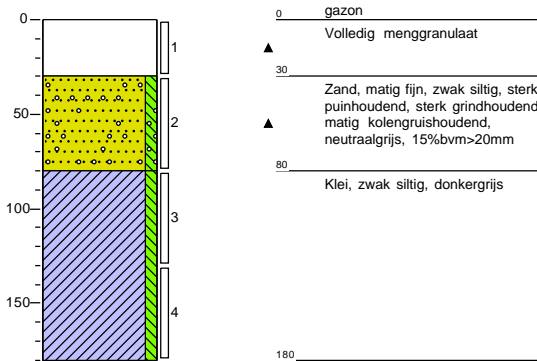 0
50
100
150
1
2
3
4
0
gazon
Volledig menggranulaat
30
Zand, matig fijn, zwak siltig, sterk
puinhoudend, sterk grindhoudend
matig kolengruishoudend,
neutraalgrijs, 15%bvm>20mm
80
Klei, zwak siltig, donkergrijs
180